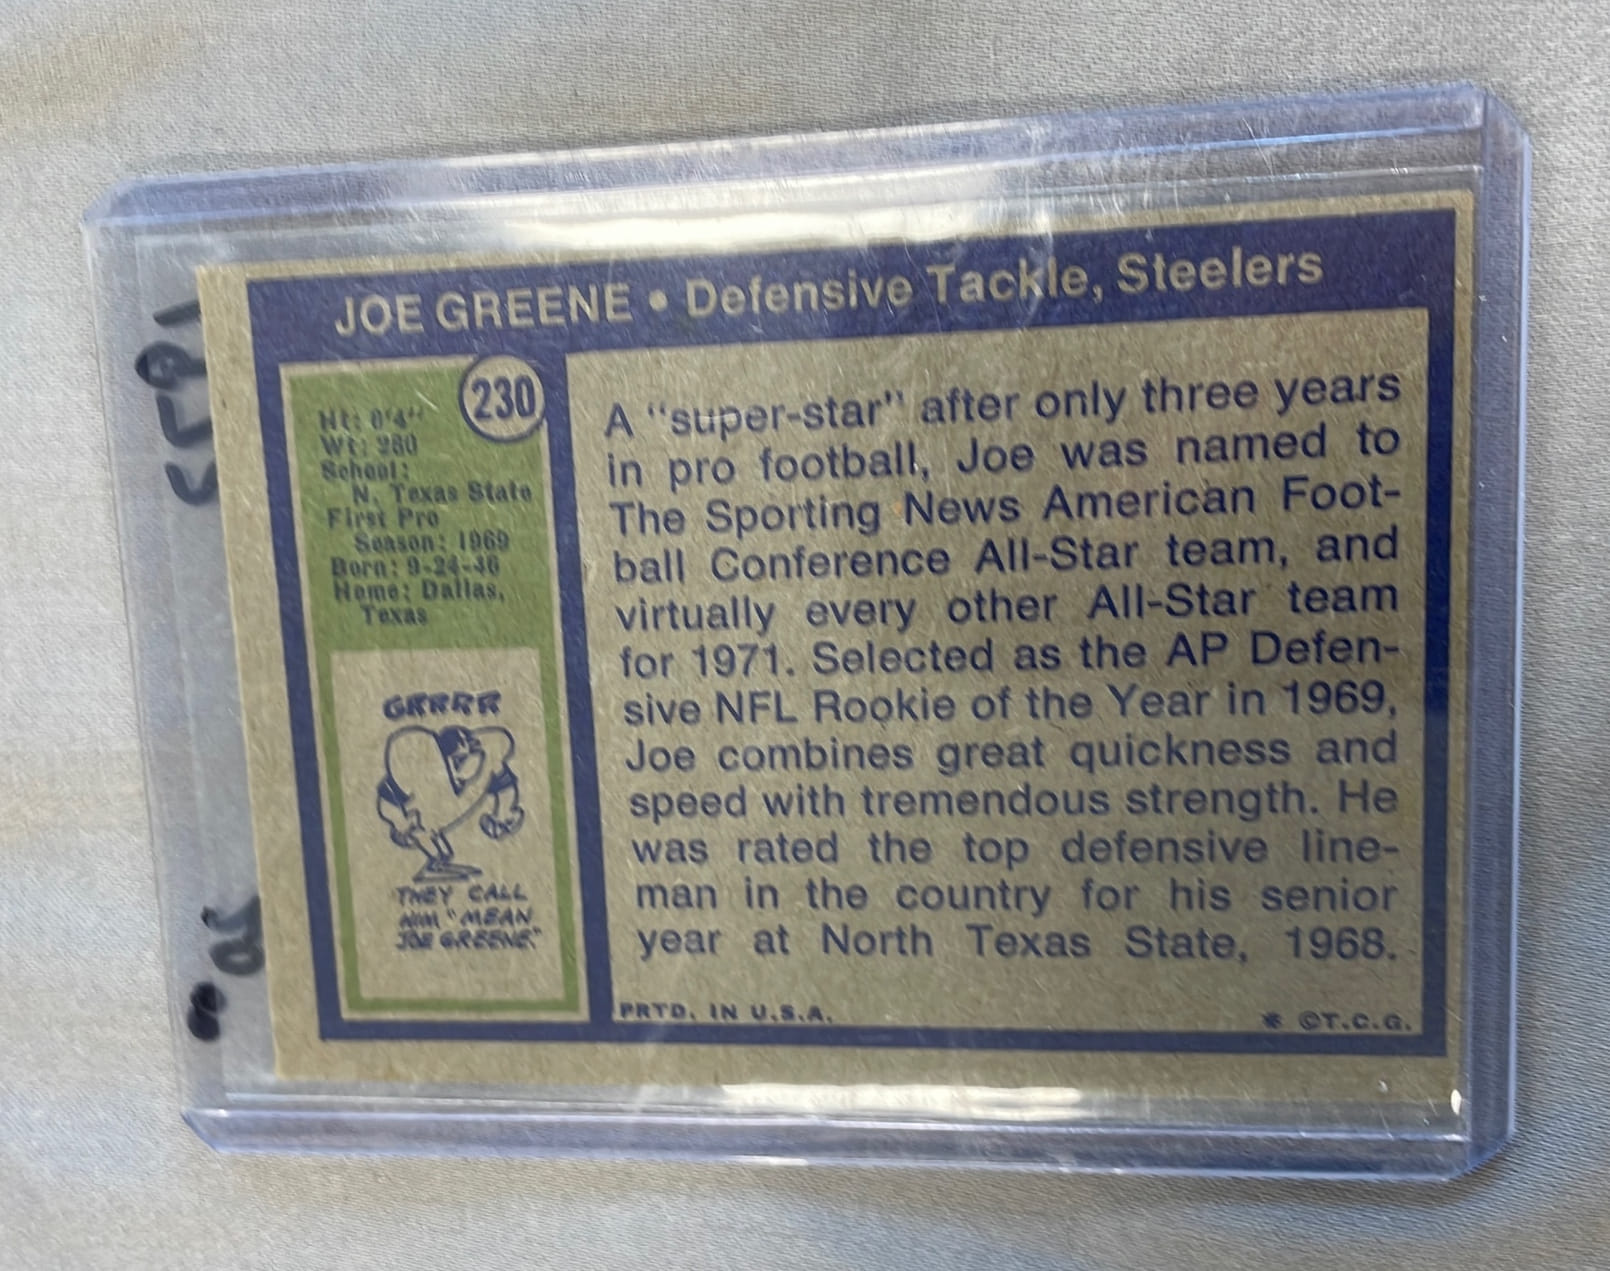 JOE GREENE • Defensive Tackle, Steelers
230
Ht: 6'4"
Wt: 260
School:
N. Texas State
First Pro
Season: 1969
Born: 9-24-46
Home: Dallas,
Texas
GRRRR
THEY CALL
HIM "MEAN
JOE GREENE."
A "super-star" after only three years
in pro football, Joe was named to
The Sporting News American Foot-
ball Conference All-Star team, and
virtually every other All-Star team
for 1971. Selected as the AP Defen-
sive NFL Rookie of the Year in 1969,
Joe combines great quickness and
speed with tremendous strength. He
was rated the top defensive line-
man in the country for his senior
year at North Texas State, 1968.
PRTD. IN U.S.A.
* ©T.C.G.